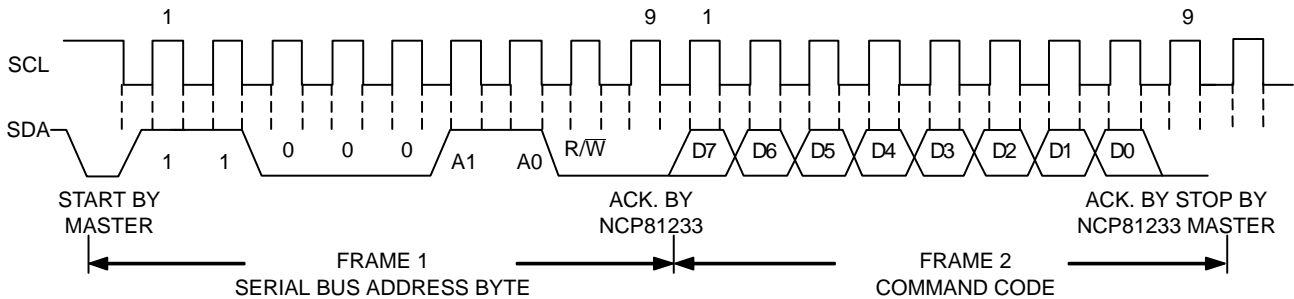 1 9 1 9
SCL
SDA
1 1 0 0 0 A1 A0 R/W̅ D7 D6 D5 D4 D3 D2 D1 D0
START BY ACK. BY ACK. BY STOP BY
MASTER NCP81233 NCP81233 MASTER
FRAME 1 FRAME 2
SERIAL BUS ADDRESS BYTE COMMAND CODE